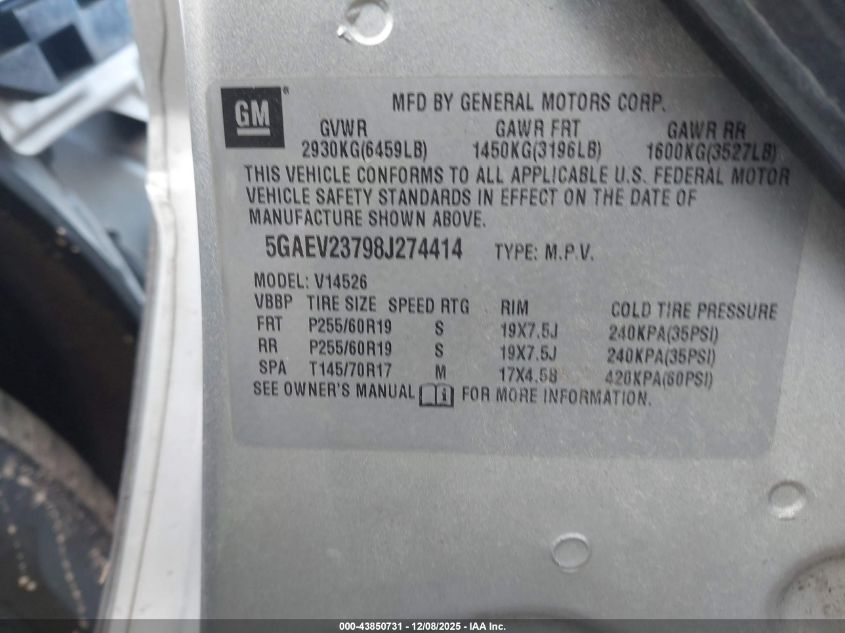 GM
MFD BY GENERAL MOTORS CORP.
GVWR GAWR FRT GAWR RR
2930KG(6459LB) 1450KG(3196LB) 1600KG(3527LB)
THIS VEHICLE CONFORMS TO ALL APPLICABLE U.S. FEDERAL MOTOR
VEHICLE SAFETY STANDARDS IN EFFECT ON THE DATE OF
MANUFACTURE SHOWN ABOVE.
5GAEV23798J274414 TYPE: M.P.V.
MODEL: V14526
VBBP TIRE SIZE SPEED RTG RIM COLD TIRE PRESSURE
FRT P255/60R19 S 19X7.5J 240KPA(35PSI)
RR P255/60R19 S 19X7.5J 240KPA(35PSI)
SPA T145/70R17 M 17X4.5B 420KPA(60PSI)
SEE OWNER'S MANUAL FOR MORE INFORMATION.
000-43850731 - 12/08/2025 - IAA Inc.